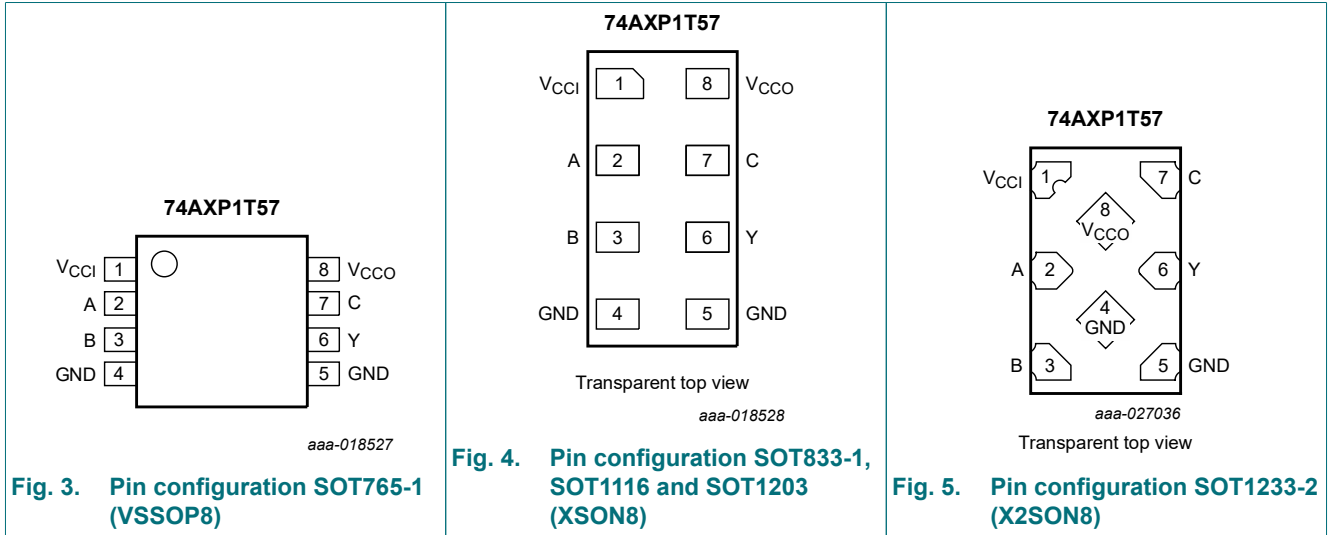 74AXP1T57
VCCI 1 8 VCCO
A 2 7 C
B 3 6 Y
GND 4 5 GND
aaa-018527
Fig. 3. Pin configuration SOT765-1
(VSSOP8)
74AXP1T57
VCCI 1 8 VCCO
A 2 7 C
B 3 6 Y
GND 4 5 GND
Transparent top view
aaa-018528
Fig. 4. Pin configuration SOT833-1,
SOT1116 and SOT1203
(XSON8)
74AXP1T57
VCCI 1 7 C
8
VCCO
A 2 6 Y
4
GND
B 3 5 GND
aaa-027036
Transparent top view
Fig. 5. Pin configuration SOT1233-2
(X2SON8)